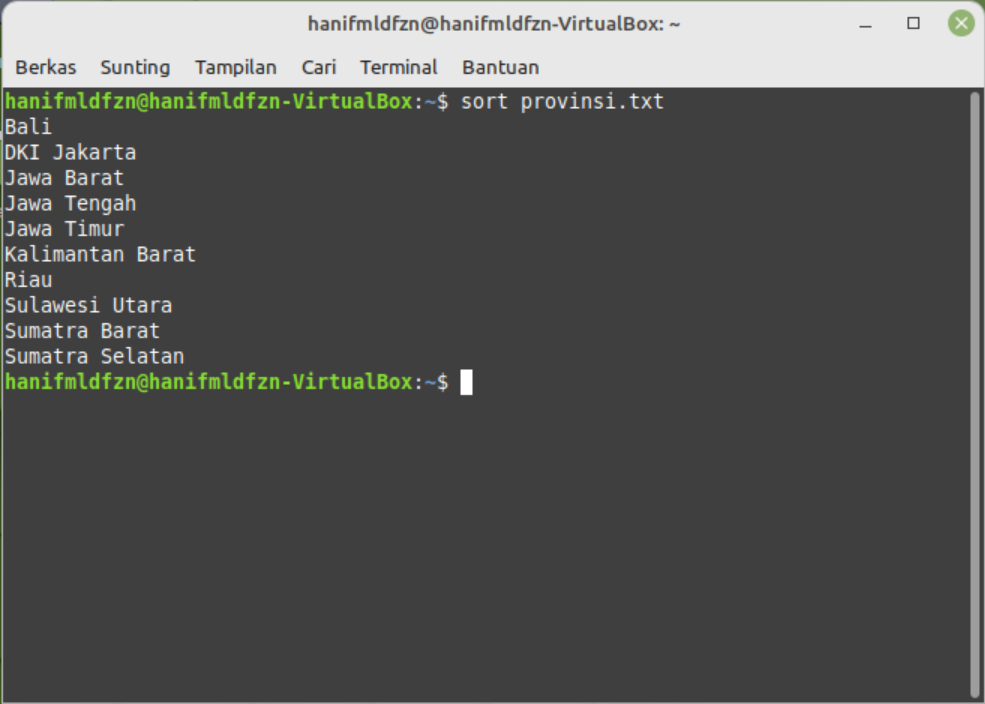 hanifmldfzn@hanifmldfzn-VirtualBox: ~
Berkas Sunting Tampilan Cari Terminal Bantuan
hanifmldfzn@hanifmldfzn-VirtualBox:~$ sort provinsi.txt
Bali
DKI Jakarta
Jawa Barat
Jawa Tengah
Jawa Timur
Kalimantan Barat
Riau
Sulawesi Utara
Sumatra Barat
Sumatra Selatan
hanifmldfzn@hanifmldfzn-VirtualBox:~$